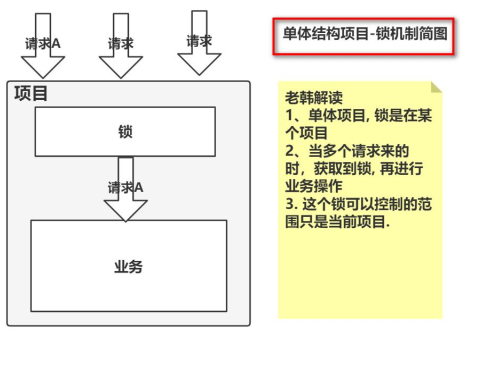 单体结构项目-锁机制简图
请求A
请求
请求
项目
锁
请求A
业务
老韩解读
1、单体项目, 锁是在某
个项目
2、当多个请求来的
时，获取到锁, 再进行
业务操作
3. 这个锁可以控制的范
围只是当前项目.